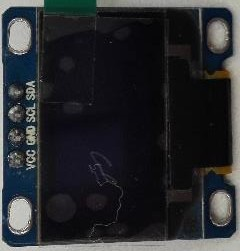 VCC GND SCL SDA